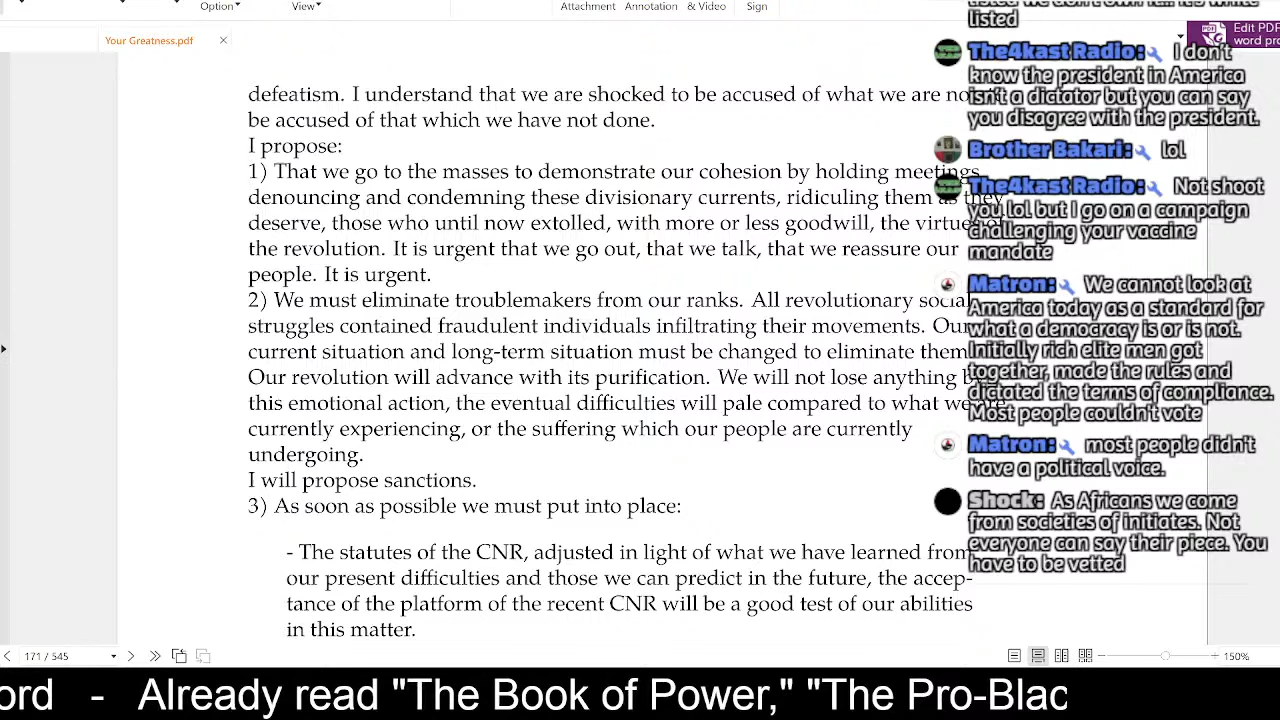 Option
View
Attachment
Annotation
& Video
Sign
Your Greatness.pdf
Edit PDF
word pro
defeatism. I understand that we are shocked to be accused of what we are no
be accused of that which we have not done.
I propose:
1) That we go to the masses to demonstrate our cohesion by holding meetings
denouncing and condemning these divisionary currents, ridiculing them as they
deserve, those who until now extolled, with more or less goodwill, the virtues of
the revolution. It is urgent that we go out, that we talk, that we reassure our
people. It is urgent.
2) We must eliminate troublemakers from our ranks. All revolutionary social
struggles contained fraudulent individuals infiltrating their movements. Our
current situation and long-term situation must be changed to eliminate them
Our revolution will advance with its purification. We will not lose anything by
this emotional action, the eventual difficulties will pale compared to what we are
currently experiencing, or the suffering which our people are currently
undergoing.
I will propose sanctions.
3) As soon as possible we must put into place:
- The statutes of the CNR, adjusted in light of what we have learned from
our present difficulties and those we can predict in the future, the accep-
tance of the platform of the recent CNR will be a good test of our abilities
in this matter.
listed
The4kast Radio: I don't
know the president in America
isn't a dictator but you can say
you disagree with the president.
Brother Bakari: lol
The4kast Radio: Not shoot
you lol but I go on a campaign
challenging your vaccine
mandate
Matron: We cannot look at
America today as a standard for
what a democracy is or is not.
Initially rich elite men got
together, made the rules and
dictated the terms of compliance.
Most people couldn't vote
Matron: most people didn't
have a political voice.
Shock: As Africans we come
from societies of initiates. Not
everyone can say their piece. You
have to be vetted
171 / 545
150%
ord - Already read "The Book of Power," "The Pro-Blac